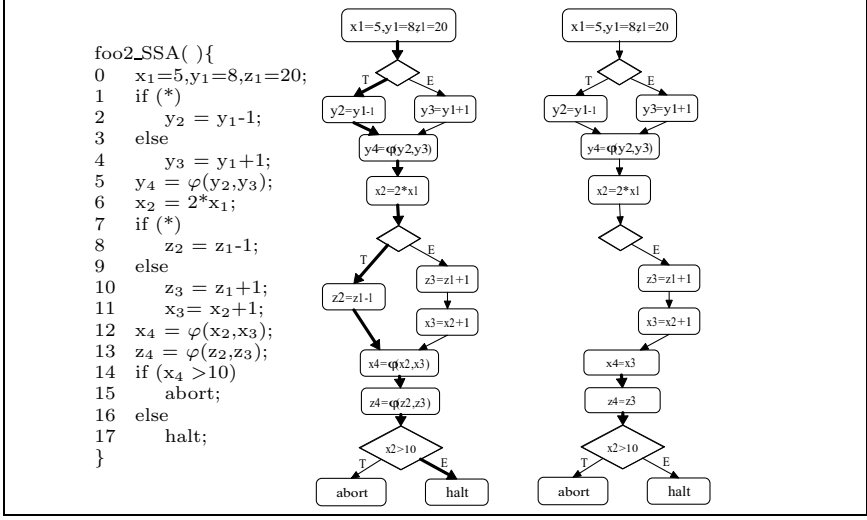 foo2_SSA( ){
0 x1=5,y1=8,z1=20;
1 if (*)
2 y2 = y1-1;
3 else
4 y3 = y1+1;
5 y4 = φ(y2,y3);
6 x2 = 2*x1;
7 if (*)
8 z2 = z1-1;
9 else
10 z3 = z1+1;
11 x3= x2+1;
12 x4 = φ(x2,x3);
13 z4 = φ(z2,z3);
14 if (x4 >10)
15 abort;
16 else
17 halt;
}
x1=5,y1=8,z1=20
T E
y2=y1-1 y3=y1+1
y4=φ(y2,y3)
x2=2*x1
T E
z3=z1+1
z2=z1-1
x3=x2+1
x4=φ(x2,x3)
z4=φ(z2,z3)
x2>10
T E
abort halt
x1=5,y1=8,z1=20
T E
y2=y1-1 y3=y1+1
y4=φ(y2,y3)
x2=2*x1
E
z3=z1+1
x3=x2+1
x4=x3
z4=z3
x2>10
T E
abort halt